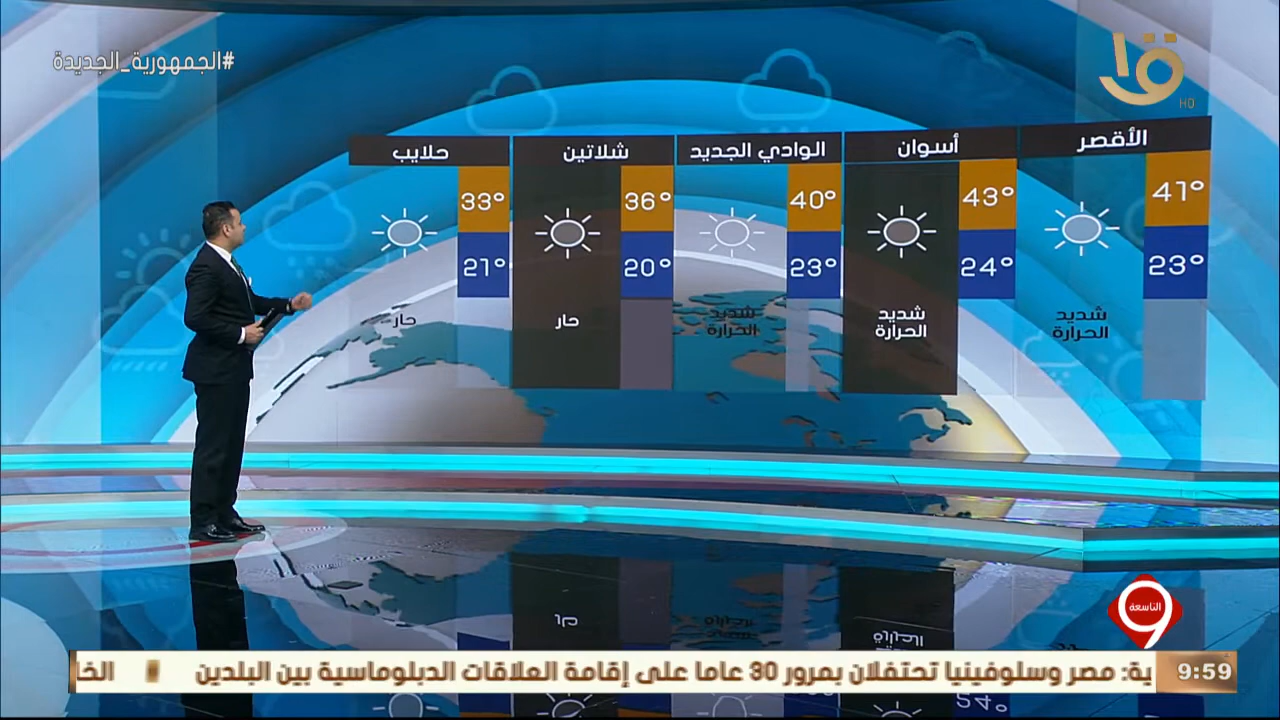 #الجمهورية_الجديدة
الأقصر
41°
23°
شديد
الحرارة
أسوان
43°
24°
شديد
الحرارة
الوادي الجديد
40°
23°
شديد
الحرارة
شلاتين
36°
20°
حار
حلايب
33°
21°
حار
HD
التاسعة
9
9:59
ية: مصر وسلوفينيا تحتفلان بمرور 30 عاما على إقامة العلاقات الدبلوماسية بين البلدين